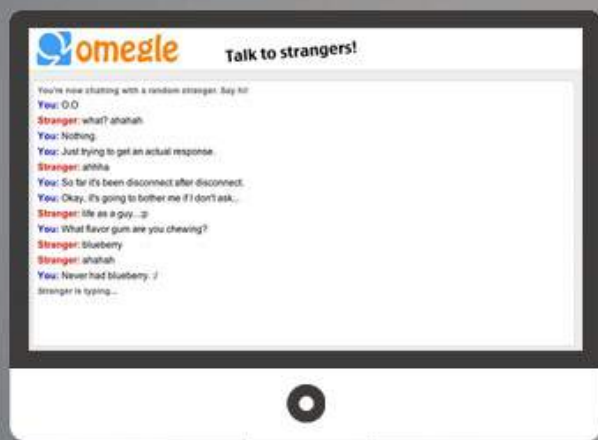 omegle
Talk to strangers!
You're now chatting with a random stranger. Say hi!
You: O.O
Stranger: what? ahahah
You: Nothing.
You: Just trying to get an actual response.
Stranger: ahhha
You: So far it's been disconnect after disconnect.
You: Okay, it's going to bother me if I don't ask...
Stranger: life as a guy...:p
You: What flavor gum are you chewing?
Stranger: blueberry
Stranger: ahahah
You: Never had blueberry. :/
Stranger is typing...